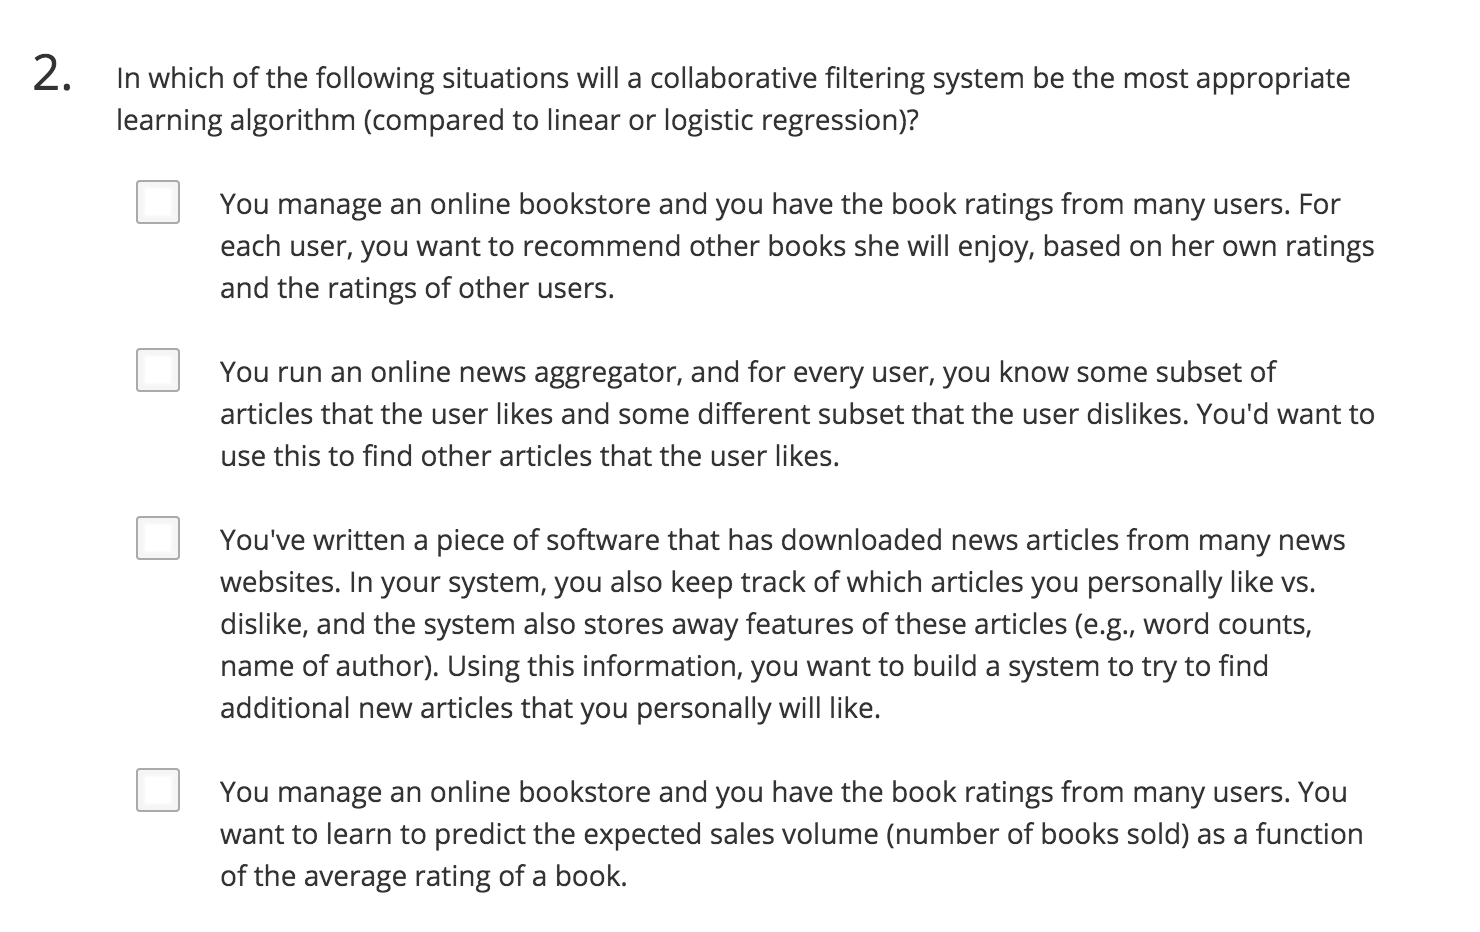 2.
In which of the following situations will a collaborative filtering system be the most appropriate
learning algorithm (compared to linear or logistic regression)?
You manage an online bookstore and you have the book ratings from many users. For
each user, you want to recommend other books she will enjoy, based on her own ratings
and the ratings of other users.
You run an online news aggregator, and for every user, you know some subset of
articles that the user likes and some different subset that the user dislikes. You'd want to
use this to find other articles that the user likes.
You've written a piece of software that has downloaded news articles from many news
websites. In your system, you also keep track of which articles you personally like vs.
dislike, and the system also stores away features of these articles (e.g., word counts,
name of author). Using this information, you want to build a system to try to find
additional new articles that you personally will like.
You manage an online bookstore and you have the book ratings from many users. You
want to learn to predict the expected sales volume (number of books sold) as a function
of the average rating of a book.